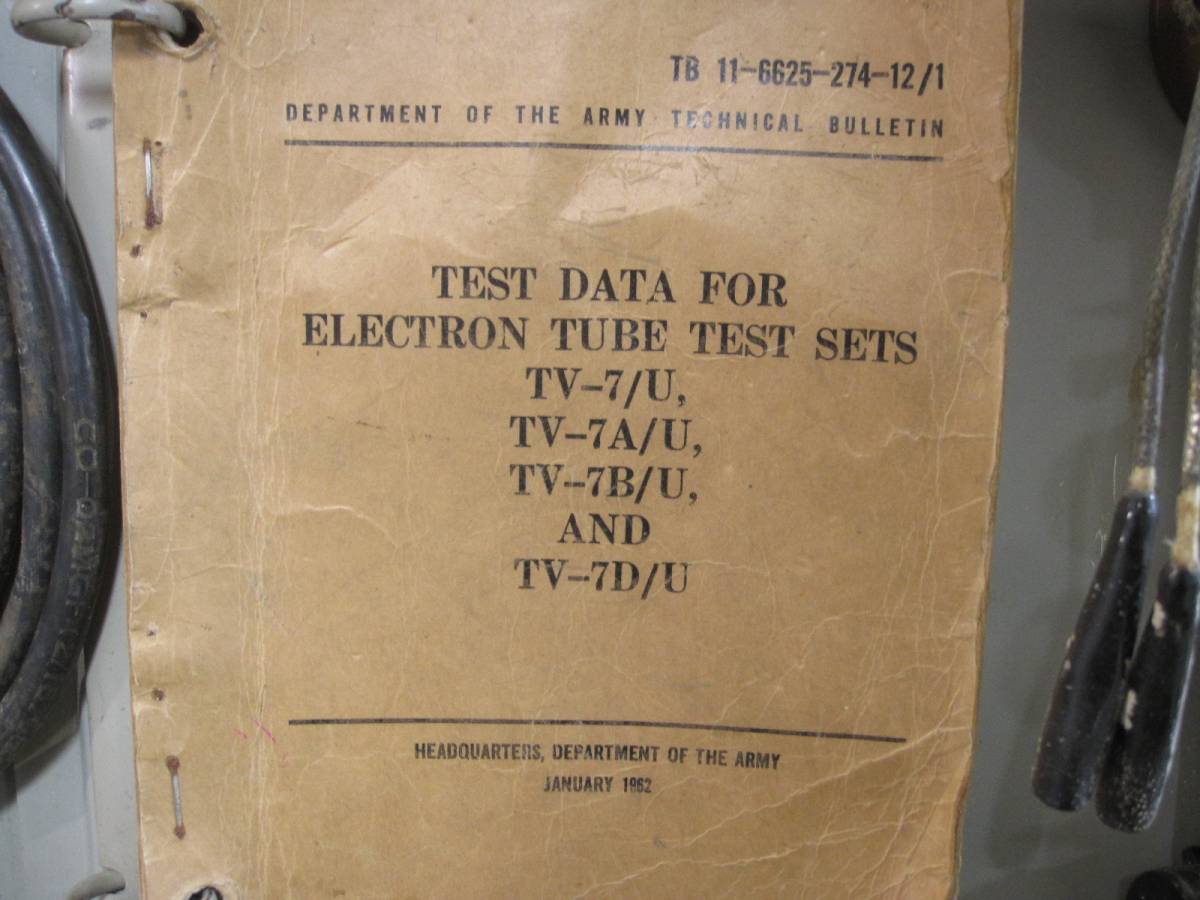 TB 11-6625-274-12/1
DEPARTMENT OF THE ARMY TECHNICAL BULLETIN
TEST DATA FOR
ELECTRON TUBE TEST SETS
TV-7/U,
TV-7A/U,
TV-7B/U,
AND
TV-7D/U
HEADQUARTERS, DEPARTMENT OF THE ARMY
JANUARY 1962